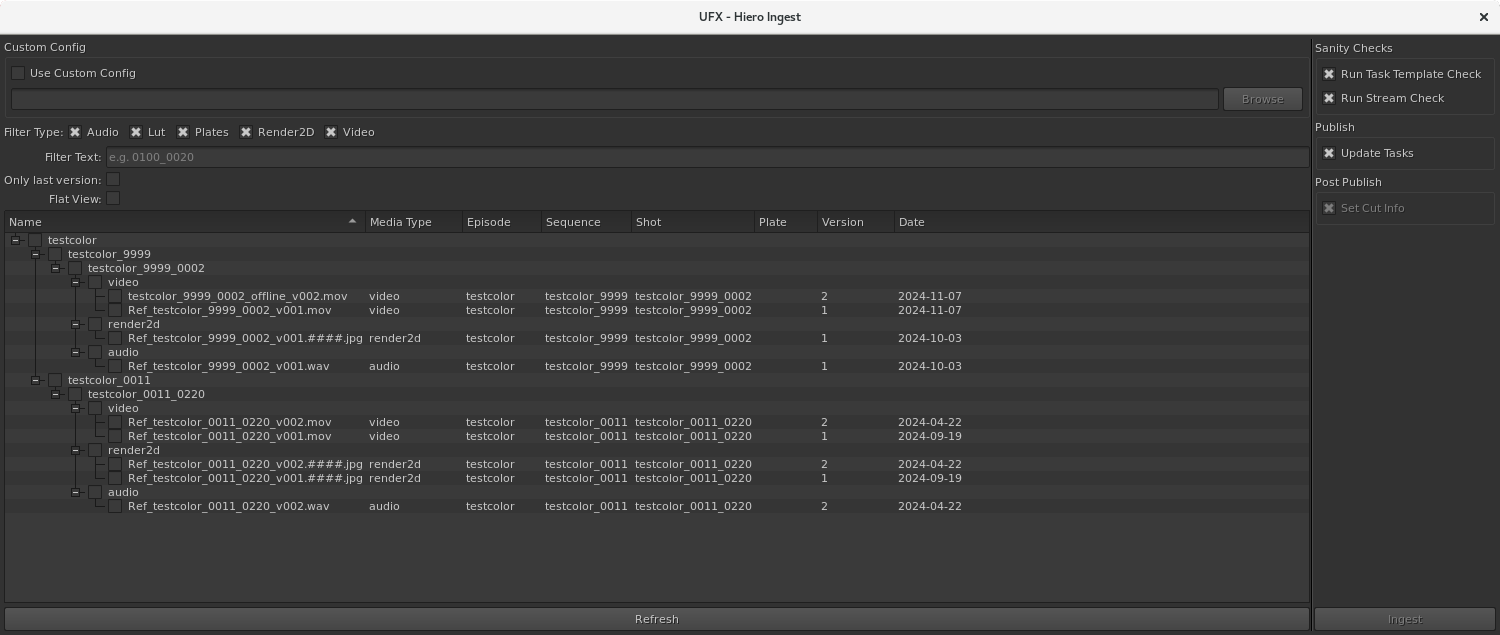 UFX - Hiero Ingest
Custom Config
Use Custom Config
Browse
Filter Type: Audio Lut Plates Render2D Video
Filter Text: e.g. 0100_0020
Only last version:
Flat View:
Name Media Type Episode Sequence Shot Plate Version Date
testcolor
testcolor_9999
testcolor_9999_0002
video
testcolor_9999_0002_offline_v002.mov video testcolor testcolor_9999 testcolor_9999_0002 2 2024-11-07
Ref_testcolor_9999_0002_v001.mov video testcolor testcolor_9999 testcolor_9999_0002 1 2024-11-07
render2d
Ref_testcolor_9999_0002_v001.####.jpg render2d testcolor testcolor_9999 testcolor_9999_0002 1 2024-10-03
audio
Ref_testcolor_9999_0002_v001.wav audio testcolor testcolor_9999 testcolor_9999_0002 1 2024-10-03
testcolor_0011
testcolor_0011_0220
video
Ref_testcolor_0011_0220_v002.mov video testcolor testcolor_0011 testcolor_0011_0220 2 2024-04-22
Ref_testcolor_0011_0220_v001.mov video testcolor testcolor_0011 testcolor_0011_0220 1 2024-09-19
render2d
Ref_testcolor_0011_0220_v002.####.jpg render2d testcolor testcolor_0011 testcolor_0011_0220 2 2024-04-22
Ref_testcolor_0011_0220_v001.####.jpg render2d testcolor testcolor_0011 testcolor_0011_0220 1 2024-09-19
audio
Ref_testcolor_0011_0220_v002.wav audio testcolor testcolor_0011 testcolor_0011_0220 2 2024-04-22
Refresh
Sanity Checks
Run Task Template Check
Run Stream Check
Publish
Update Tasks
Post Publish
Set Cut Info
Ingest